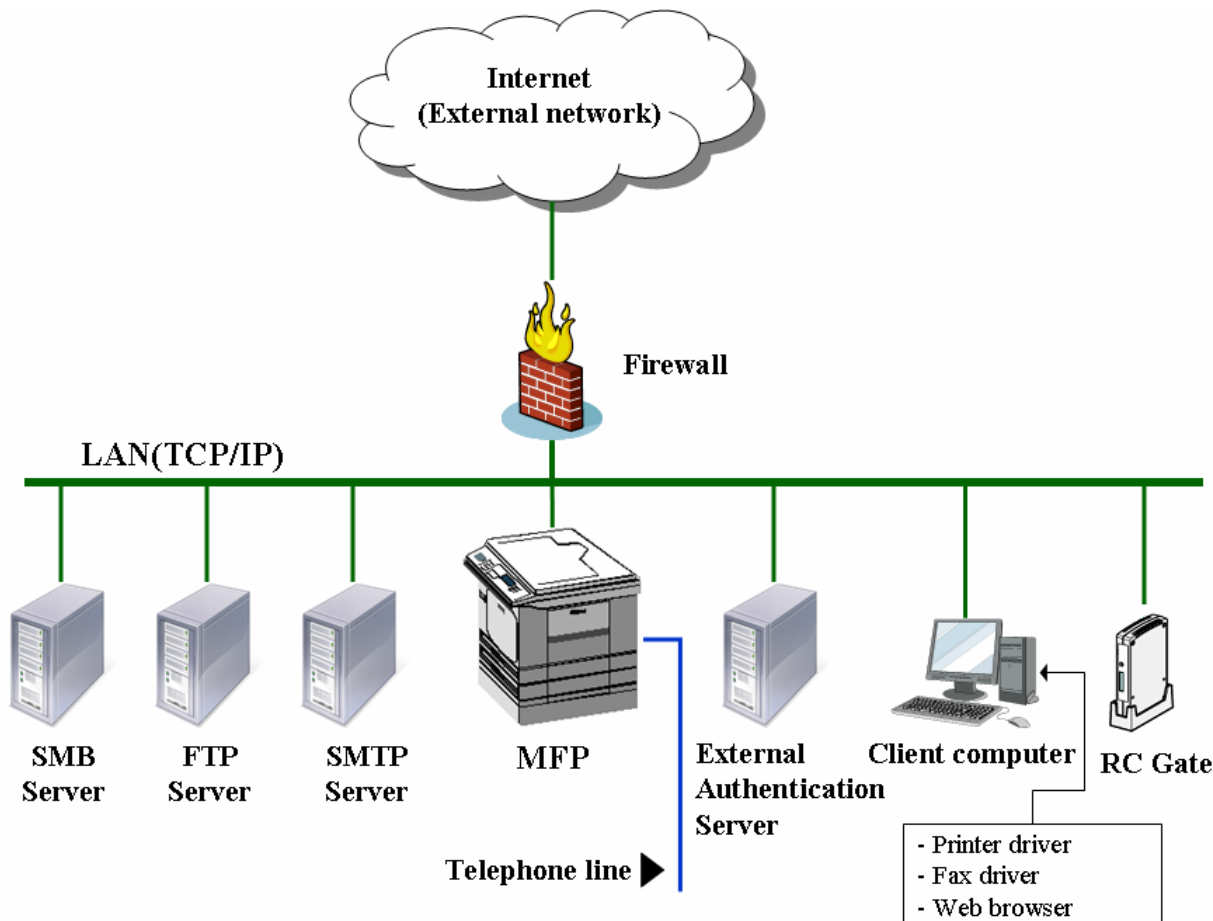 Internet
(External network)
Firewall
LAN(TCP/IP)
SMB
Server
FTP
Server
SMTP
Server
MFP
External
Authentication
Server
Client computer
RC Gate
Telephone line
- Printer driver
- Fax driver
- Web browser